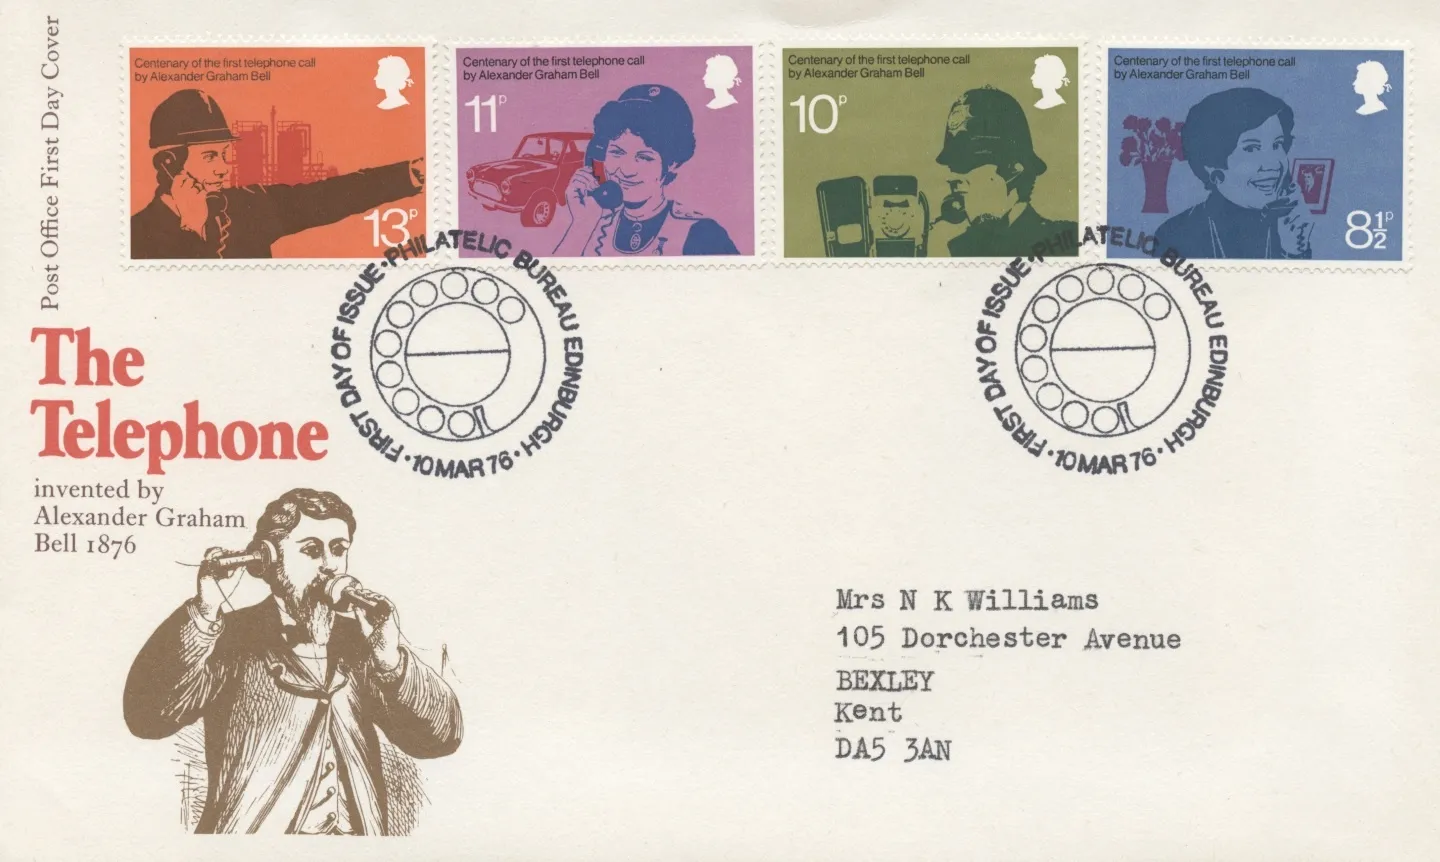 Post Office First Day Cover
Centenary of the first telephone call
by Alexander Graham Bell
13P
Centenary of the first telephone call
by Alexander Graham Bell
11P
Centenary of the first telephone call
by Alexander Graham Bell
10P
Centenary of the first telephone call
by Alexander Graham Bell
8½P
FIRST DAY OF ISSUE · PHILATELIC BUREAU EDINBURGH · 10 MAR 76 ·
FIRST DAY OF ISSUE · PHILATELIC BUREAU EDINBURGH · 10 MAR 76 ·
The
Telephone
invented by
Alexander Graham
Bell 1876
Mrs N K Williams
105 Dorchester Avenue
BEXLEY
Kent
DA5 3AN